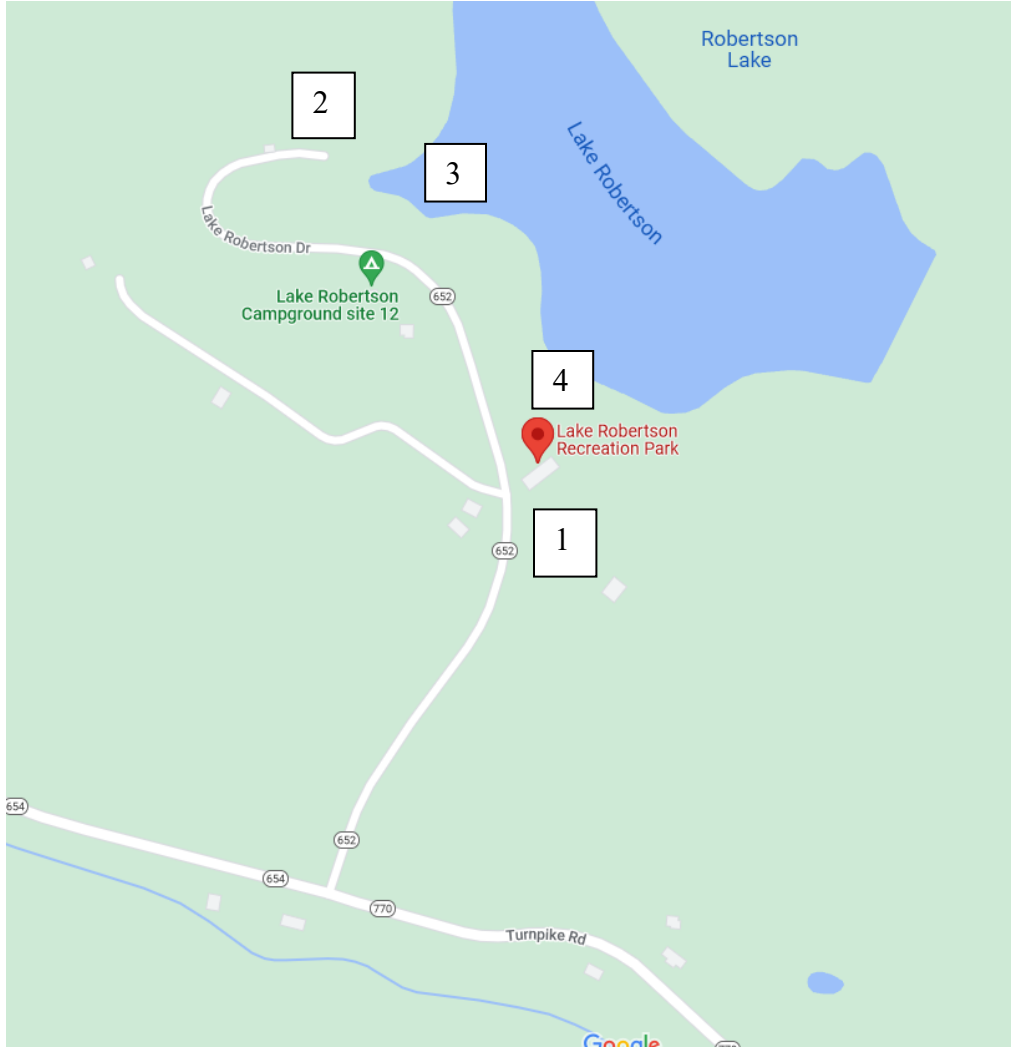 Robertson
Lake
2
Lake Robertson
3
Lake Robertson Dr
Lake Robertson
Campground site 12
652
4
Lake Robertson
Recreation Park
1
652
654
652
654
770
Turnpike Rd
Google